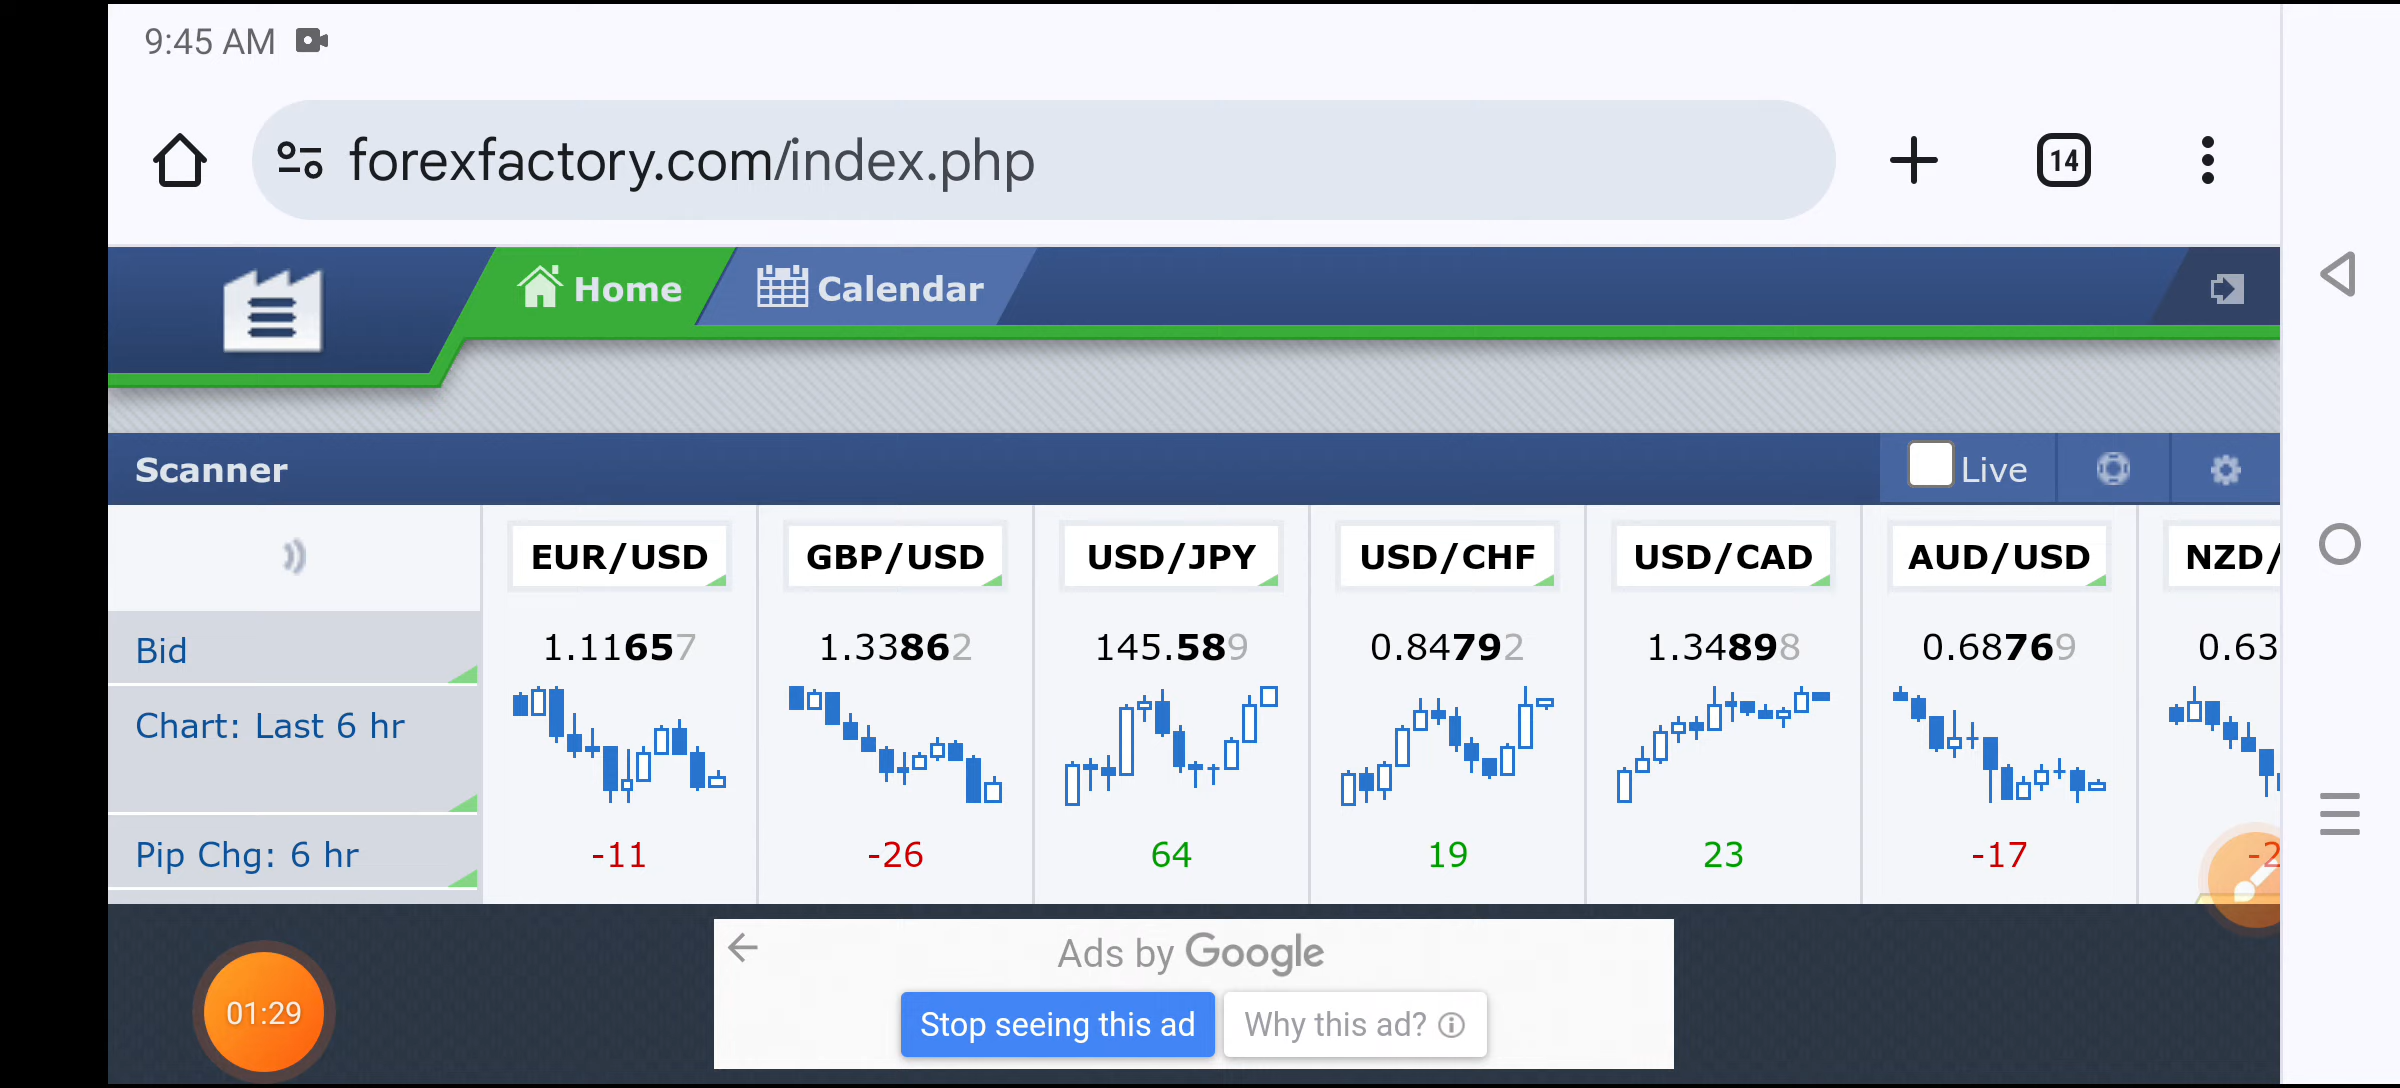 9:45 AM
forexfactory.com/index.php
14
Home
Calendar
Scanner
Live
EUR/USD GBP/USD USD/JPY USD/CHF USD/CAD AUD/USD NZD/
Bid 1.11657 1.33862 145.589 0.84792 1.34898 0.68769 0.63
Chart: Last 6 hr
Pip Chg: 6 hr -11 -26 64 19 23 -17 -2
01:29
Ads by Google
Stop seeing this ad
Why this ad?